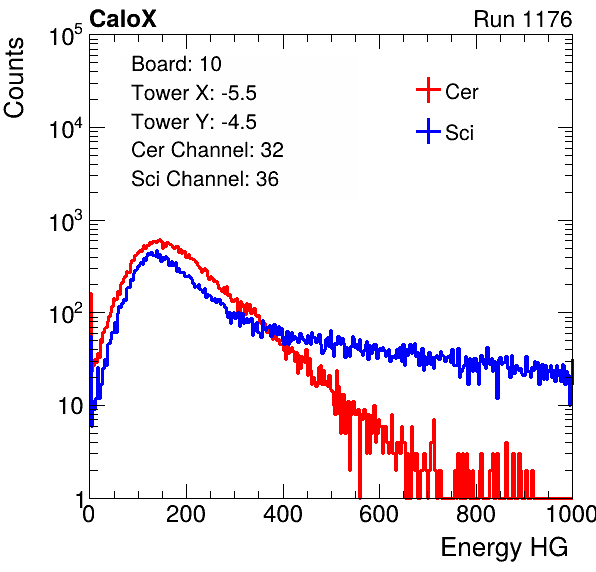 CaloX Run 1176
Counts
10^5
10^4
10^3
10^2
10
1
Board: 10
Tower X: -5.5
Tower Y: -4.5
Cer Channel: 32
Sci Channel: 36
Cer
Sci
0 200 400 600 800 1000
Energy HG